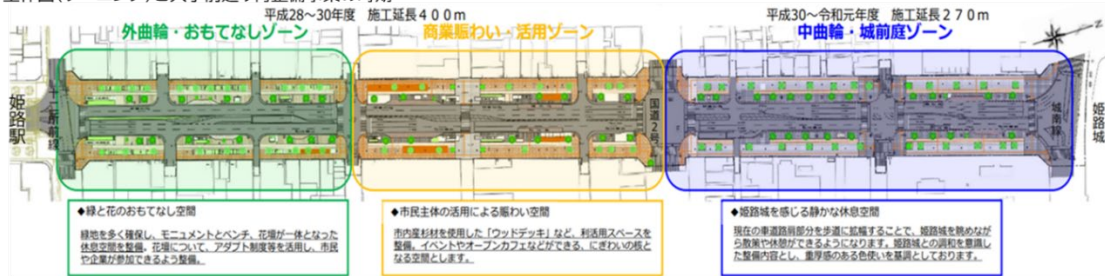 平成28～30年度 施工延長400m
平成30～令和元年度 施工延長270m
外曲輪・おもてなしゾーン
商業賑わい・活用ゾーン
中曲輪・城前庭ゾーン
姫路駅
駅前線
国道2号
城南線
姫路城
◆緑と花のおもてなし空間
緑地を多く確保し、モニュメントとベンチ、花壇が一体となった
休息空間を整備。花壇について、アダプト制度等を活用し、市民
や企業が参加できるよう整備。
◆市民主体の活用による賑わい空間
市内産杉材を使用した「ウッドデッキ」など、利活用スペースを
整備。イベントやオープンカフェなどができる、にぎわいの核と
なる空間とします。
◆姫路城を感じる静かな休息空間
現在の車道路肩部分を歩道に拡幅することで、姫路城を眺めなが
ら散策や休憩ができるようになります。姫路城との調和を意識し
た整備内容とし、重厚感のある色使いを基調としております。